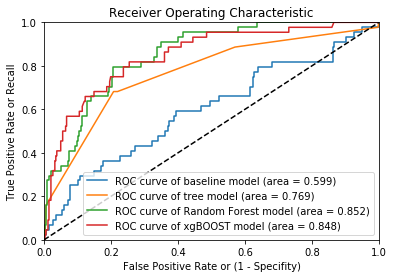 Receiver Operating Characteristic
True Positive Rate or Recall
1.0
0.8
0.6
0.4
0.2
0.0
ROC curve of baseline model (area = 0.599)
ROC curve of tree model (area = 0.769)
ROC curve of Random Forest model (area = 0.852)
ROC curve of xgBOOST model (area = 0.848)
0.0 0.2 0.4 0.6 0.8 1.0
False Positive Rate or (1 - Specifity)